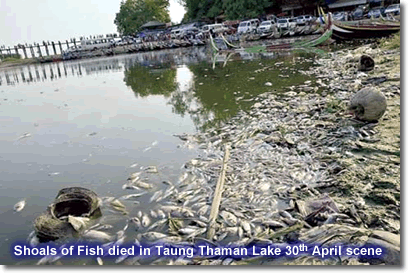 Shoals of Fish died in Taung Thaman Lake 30th April scene